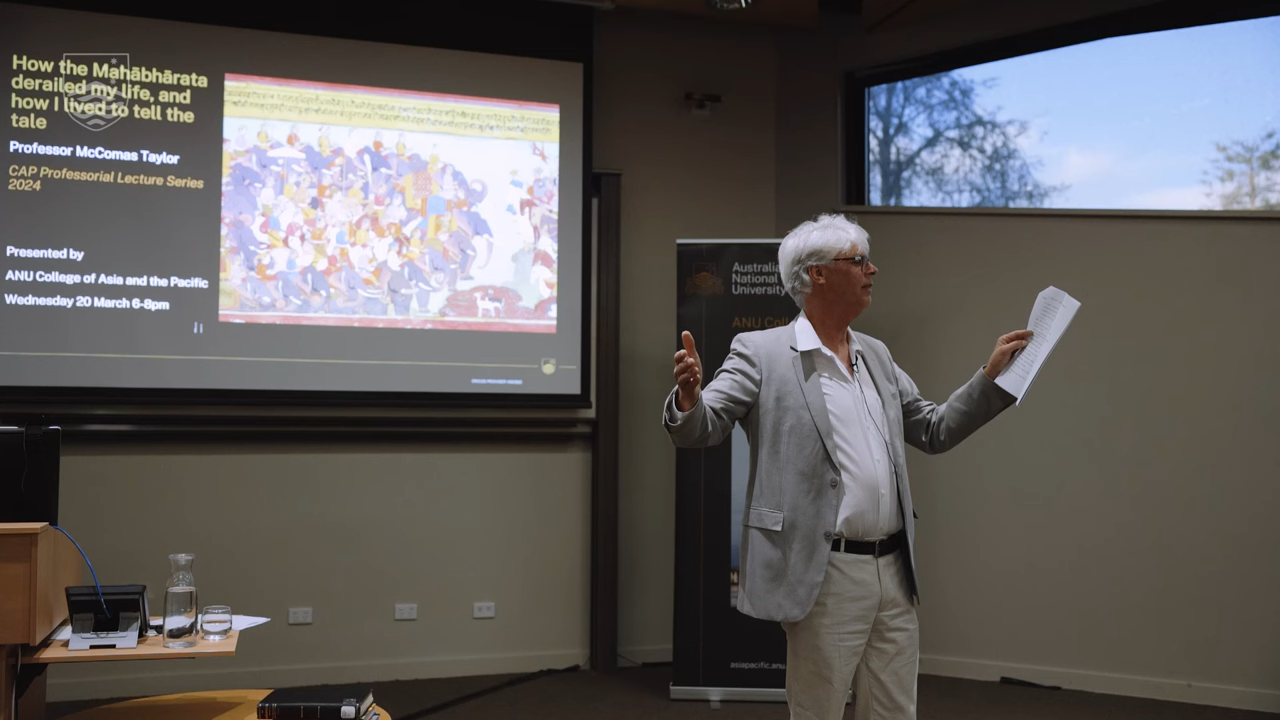 How the Mahābhārata
derailed my life, and
how I lived to tell the
tale
Professor McComas Taylor
CAP Professorial Lecture Series
2024
Presented by
ANU College of Asia and the Pacific
Wednesday 20 March 6-8pm
Australian
National
University
ANU Coll
asiapacific.anu